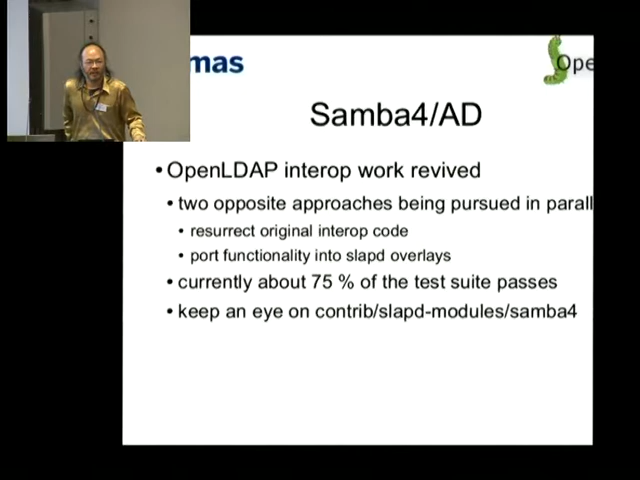 mas
Ope
Samba4/AD
• OpenLDAP interop work revived
• two opposite approaches being pursued in parall
• resurrect original interop code
• port functionality into slapd overlays
• currently about 75 % of the test suite passes
• keep an eye on contrib/slapd-modules/samba4